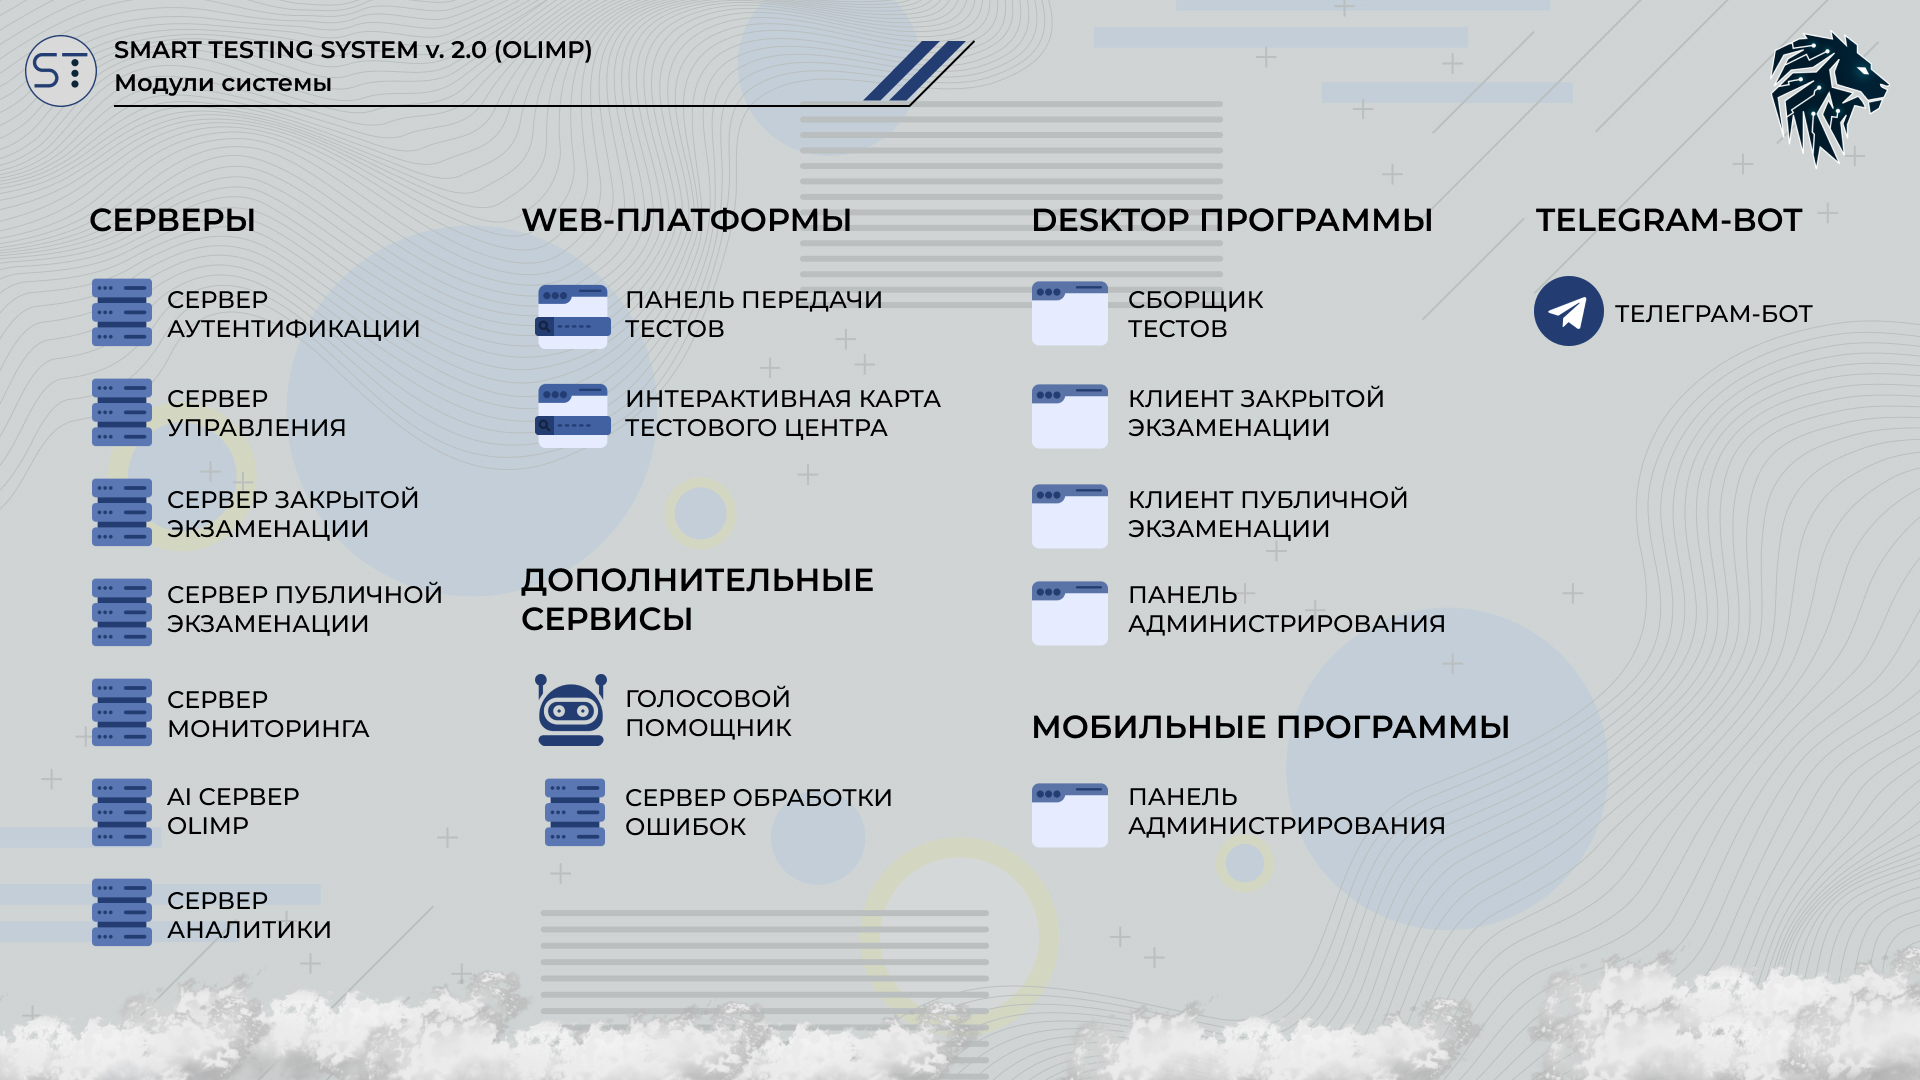 ST
SMART TESTING SYSTEM v. 2.0 (OLIMP)
Модули системы
СЕРВЕРЫ
СЕРВЕР
АУТЕНТИФИКАЦИИ
СЕРВЕР
УПРАВЛЕНИЯ
СЕРВЕР ЗАКРЫТОЙ
ЭКЗАМЕНАЦИИ
СЕРВЕР ПУБЛИЧНОЙ
ЭКЗАМЕНАЦИИ
СЕРВЕР
МОНИТОРИНГА
AI СЕРВЕР
OLIMP
СЕРВЕР
АНАЛИТИКИ
WEB-ПЛАТФОРМЫ
ПАНЕЛЬ ПЕРЕДАЧИ
ТЕСТОВ
ИНТЕРАКТИВНАЯ КАРТА
ТЕСТОВОГО ЦЕНТРА
ДОПОЛНИТЕЛЬНЫЕ
СЕРВИСЫ
ГОЛОСОВОЙ
ПОМОЩНИК
СЕРВЕР ОБРАБОТКИ
ОШИБОК
DESKTOP ПРОГРАММЫ
СБОРЩИК
ТЕСТОВ
КЛИЕНТ ЗАКРЫТОЙ
ЭКЗАМЕНАЦИИ
КЛИЕНТ ПУБЛИЧНОЙ
ЭКЗАМЕНАЦИИ
ПАНЕЛЬ
АДМИНИСТРИРОВАНИЯ
МОБИЛЬНЫЕ ПРОГРАММЫ
ПАНЕЛЬ
АДМИНИСТРИРОВАНИЯ
TELEGRAM-BOT
ТЕЛЕГРАМ-БОТ